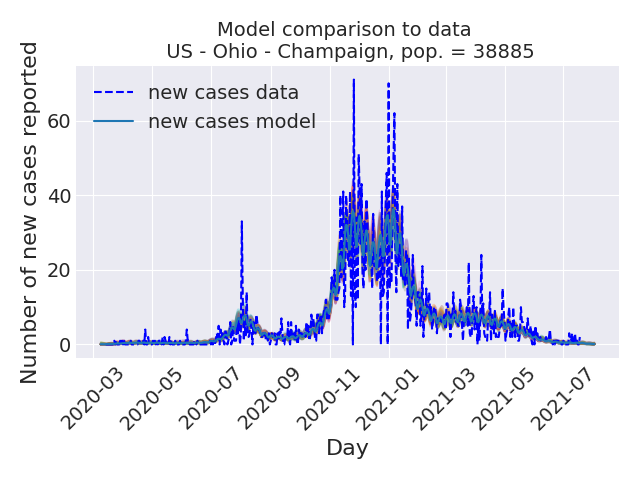 Model comparison to data
US - Ohio - Champaign, pop. = 38885
Number of new cases reported
new cases data
new cases model
60
40
20
0
2020-03
2020-05
2020-07
2020-09
2020-11
2021-01
2021-03
2021-05
2021-07
Day